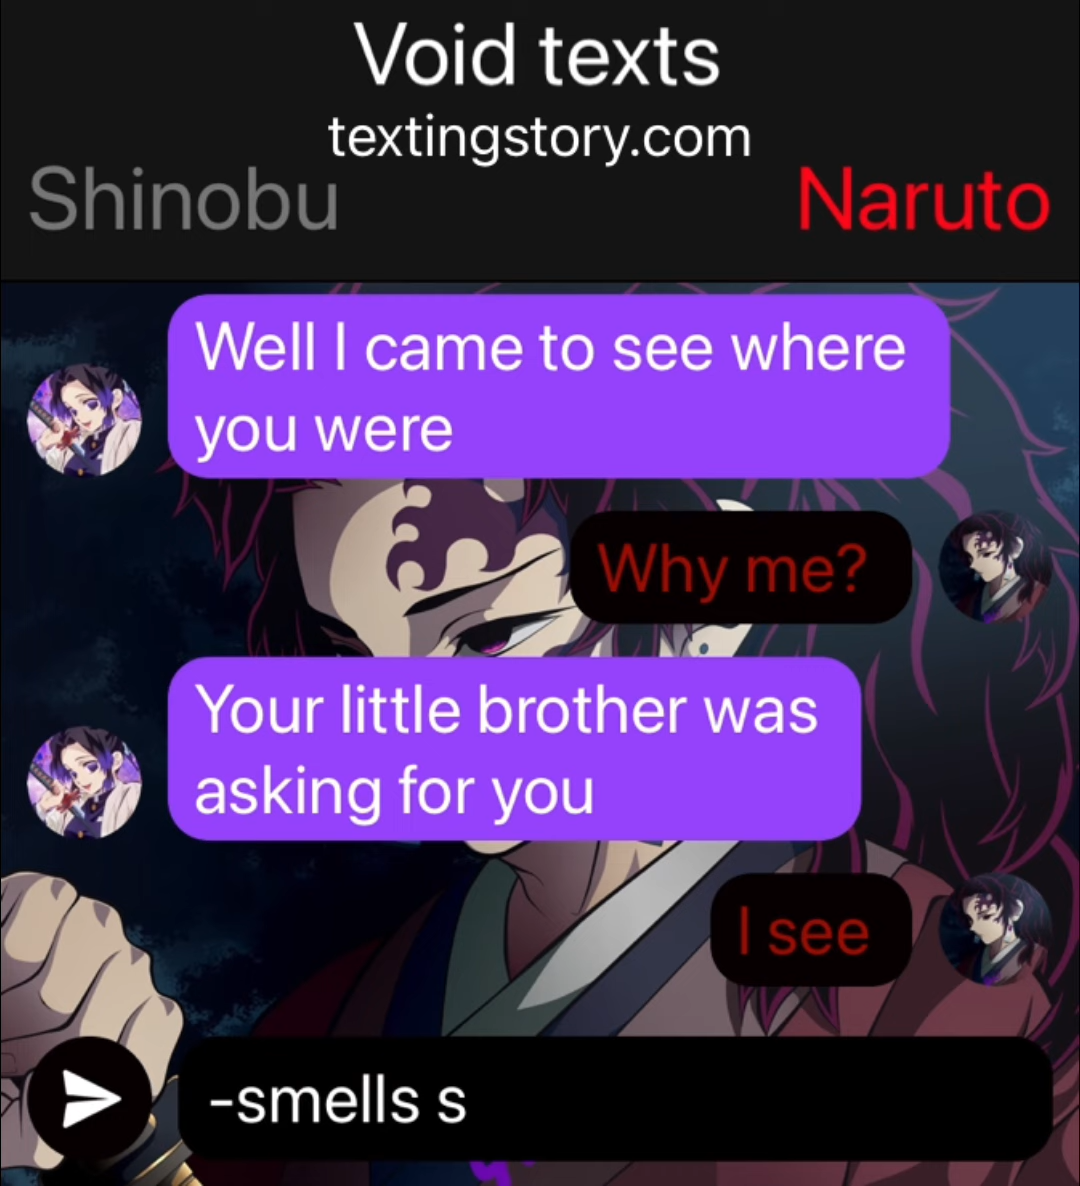 Void texts
textingstory.com
Shinobu
Naruto
Well I came to see where
you were
Why me?
Your little brother was
asking for you
I see
-smells s